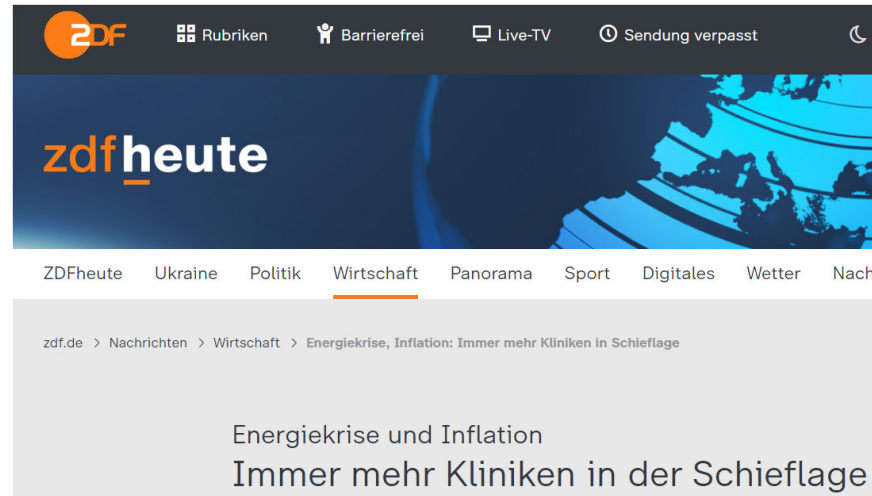 ZDF Rubriken Barrierefrei Live-TV Sendung verpasst
zdfheute
ZDFheute Ukraine Politik Wirtschaft Panorama Sport Digitales Wetter Nach
zdf.de > Nachrichten > Wirtschaft > Energiekrise, Inflation: Immer mehr Kliniken in Schieflage
Energiekrise und Inflation
Immer mehr Kliniken in der Schieflage